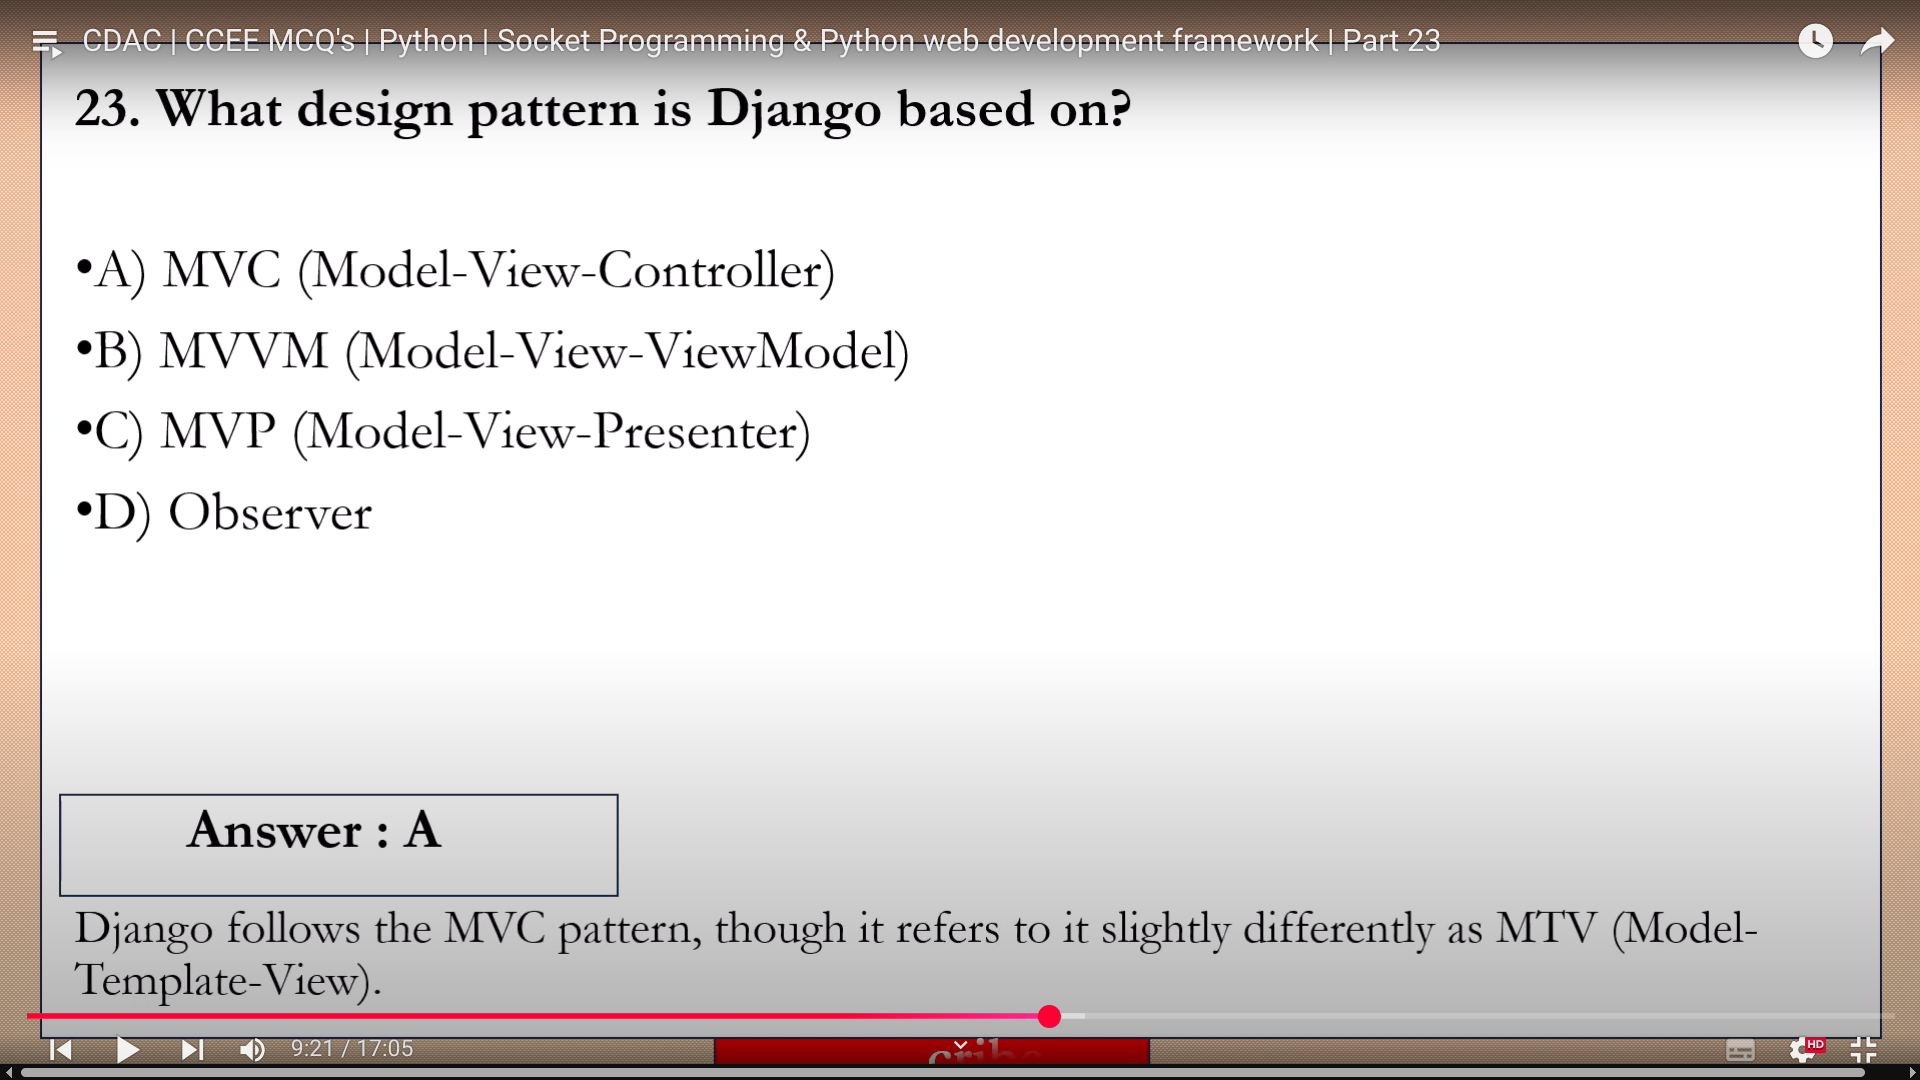 CDAC | CCEE MCQ's | Python | Socket Programming & Python web development framework | Part 23
23. What design pattern is Django based on?
•A) MVC (Model-View-Controller)
•B) MVVM (Model-View-ViewModel)
•C) MVP (Model-View-Presenter)
•D) Observer
Answer : A
Django follows the MVC pattern, though it refers to it slightly differently as MTV (Model-
Template-View).
9:21 / 17:05
HD